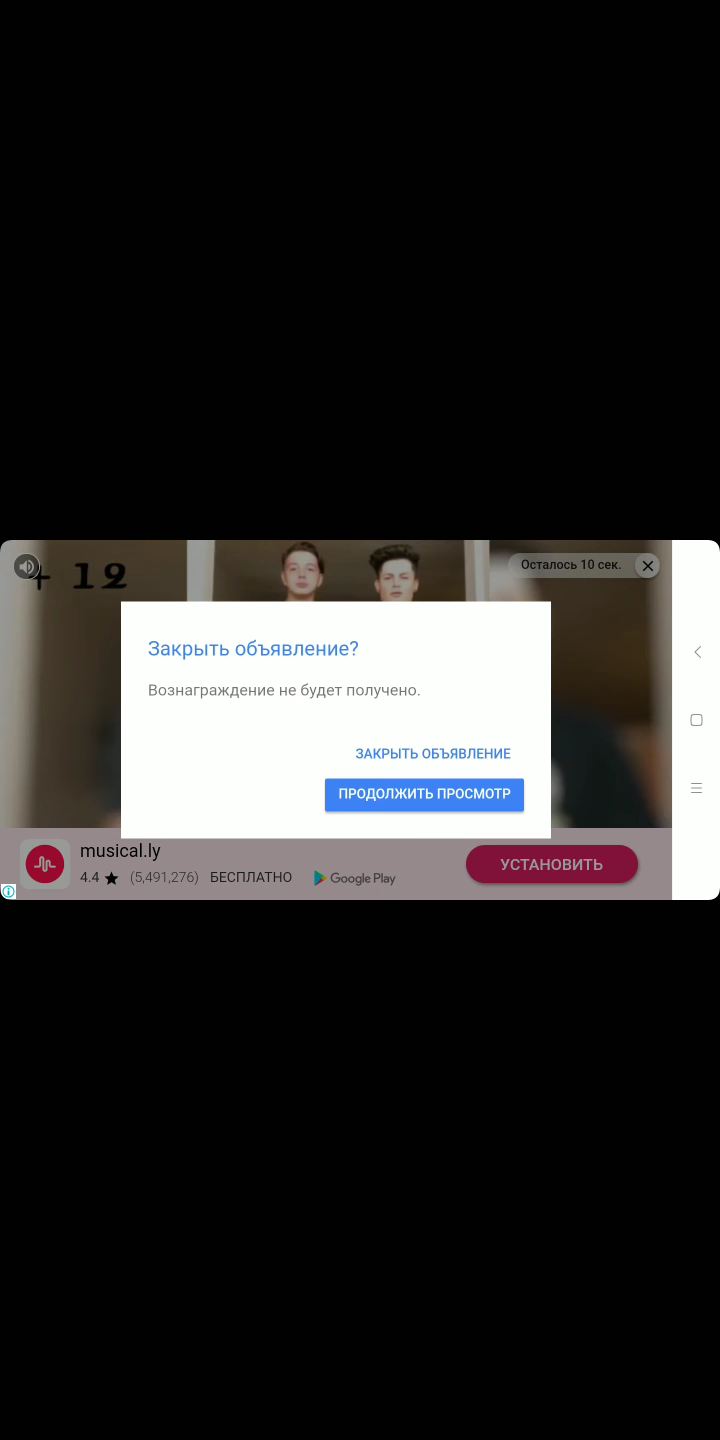 + 12
Осталось 10 сек.
Закрыть объявление?
Вознаграждение не будет получено.
ЗАКРЫТЬ ОБЪЯВЛЕНИЕ
ПРОДОЛЖИТЬ ПРОСМОТР
musical.ly
4.4 ★ (5,491,276) БЕСПЛАТНО Google Play
УСТАНОВИТЬ